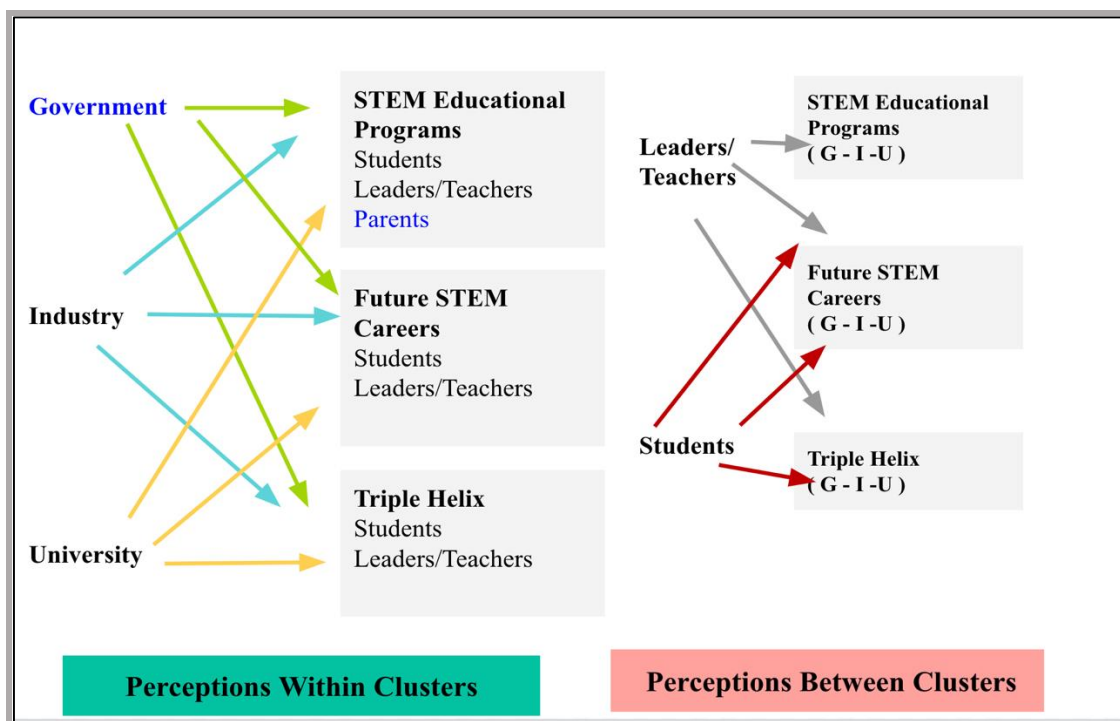 Government
Industry
University
STEM Educational
Programs
Students
Leaders/Teachers
Parents
Future STEM
Careers
Students
Leaders/Teachers
Triple Helix
Students
Leaders/Teachers
Perceptions Within Clusters
Leaders/
Teachers
Students
STEM Educational
Programs
( G - I -U )
Future STEM
Careers
( G - I -U )
Triple Helix
( G - I -U )
Perceptions Between Clusters